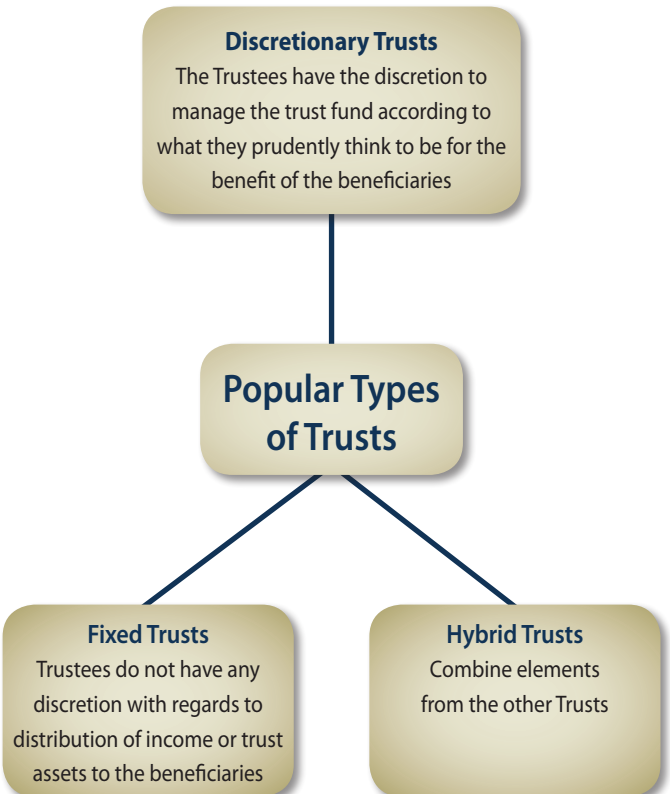 Discretionary Trusts
The Trustees have the discretion to
manage the trust fund according to
what they prudently think to be for the
benefit of the beneficiaries
Popular Types
of Trusts
Fixed Trusts
Trustees do not have any
discretion with regards to
distribution of income or trust
assets to the beneficiaries
Hybrid Trusts
Combine elements
from the other Trusts